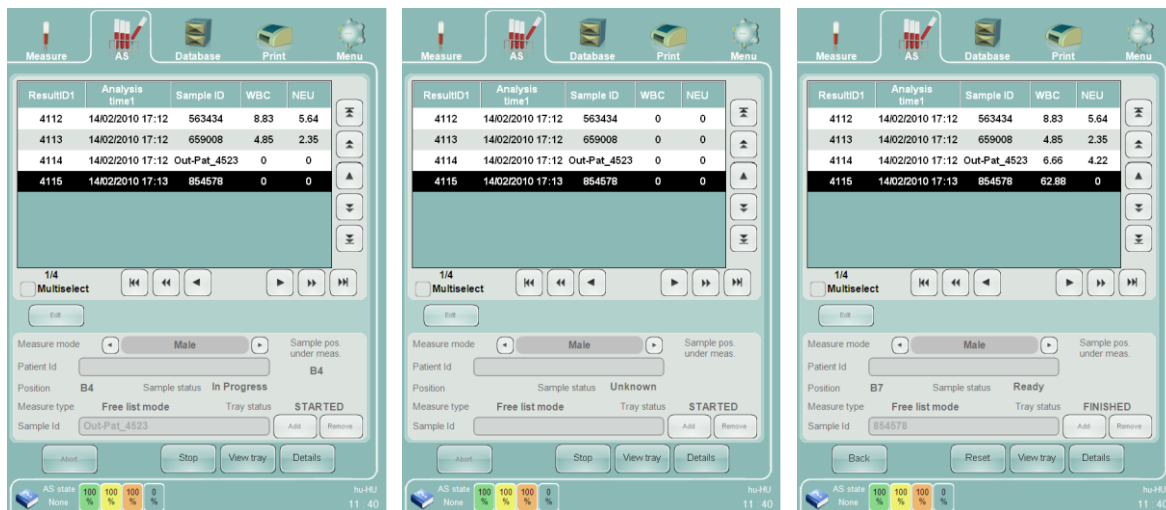 Measure AS Database Print Menu
ResultID1 Analysis time1 Sample ID WBC NEU
4112 14/02/2010 17:12 563434 8.83 5.64
4113 14/02/2010 17:12 659008 4.85 2.35
4114 14/02/2010 17:12 Out-Pat_4523 0 0
4115 14/02/2010 17:13 854578 0 0
1/4
Multiselect
Edit
Measure mode Male Sample pos. under meas.
Patient Id B4
Position B4 Sample status In Progress
Measure type Free list mode Tray status STARTED
Sample Id Out-Pat_4523 Add Remove
Abort Stop View tray Details
AS state None 100 % 100 % 100 % 0 % hu-HU
11 : 40
Measure AS Database Print Menu
ResultID1 Analysis time1 Sample ID WBC NEU
4112 14/02/2010 17:12 563434 0 0
4113 14/02/2010 17:12 659008 0 0
4114 14/02/2010 17:12 Out-Pat_4523 0 0
4115 14/02/2010 17:13 854578 0 0
1/4
Multiselect
Edit
Measure mode Male Sample pos. under meas.
Patient Id
Position Sample status Unknown
Measure type Free list mode Tray status STARTED
Sample Id Add Remove
Abort Stop View tray Details
AS state None 100 % 100 % 100 % 0 % hu-HU
11 : 40
Measure AS Database Print Menu
ResultID1 Analysis time1 Sample ID WBC NEU
4112 14/02/2010 17:12 563434 8.83 5.64
4113 14/02/2010 17:12 659008 4.85 2.35
4114 14/02/2010 17:12 Out-Pat_4523 6.66 4.22
4115 14/02/2010 17:13 854578 62.88 0
1/4
Multiselect
Edit
Measure mode Male Sample pos. under meas.
Patient Id
Position B7 Sample status Ready
Measure type Free list mode Tray status FINISHED
Sample Id 854578 Add Remove
Back Reset View tray Details
AS state None 100 % 100 % 100 % 0 % hu-HU
11 : 40